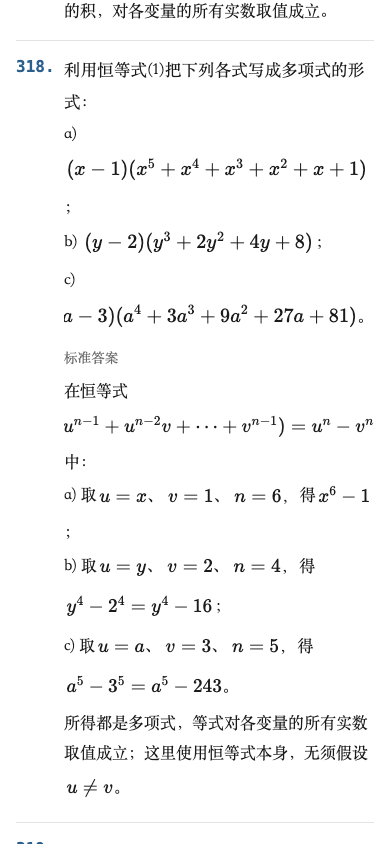 的积，对各变量的所有实数取值成立。
318. 利用恒等式(1)把下列各式写成多项式的形
式：
a)
(x − 1)(x⁵ + x⁴ + x³ + x² + x + 1)
；
b) (y − 2)(y³ + 2y² + 4y + 8)；
c)
a − 3)(a⁴ + 3a³ + 9a² + 27a + 81)。
标准答案
在恒等式
uⁿ⁻¹ + uⁿ⁻²v + ⋯ + vⁿ⁻¹) = uⁿ − vⁿ
中：
a) 取 u = x、 v = 1、 n = 6，得 x⁶ − 1
；
b) 取 u = y、 v = 2、 n = 4，得
y⁴ − 2⁴ = y⁴ − 16；
c) 取 u = a、 v = 3、 n = 5，得
a⁵ − 3⁵ = a⁵ − 243。
所得都是多项式，等式对各变量的所有实数
取值成立；这里使用恒等式本身，无须假设
u ≠ v。